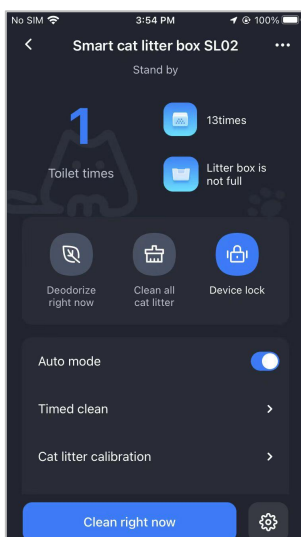 No SIM 3:54 PM 100%
Smart cat litter box SL02
Stand by
1
Toilet times
13times
Litter box is
not full
Deodorize
right now
Clean all
cat litter
Device lock
Auto mode
Timed clean
Cat litter calibration
Clean right now